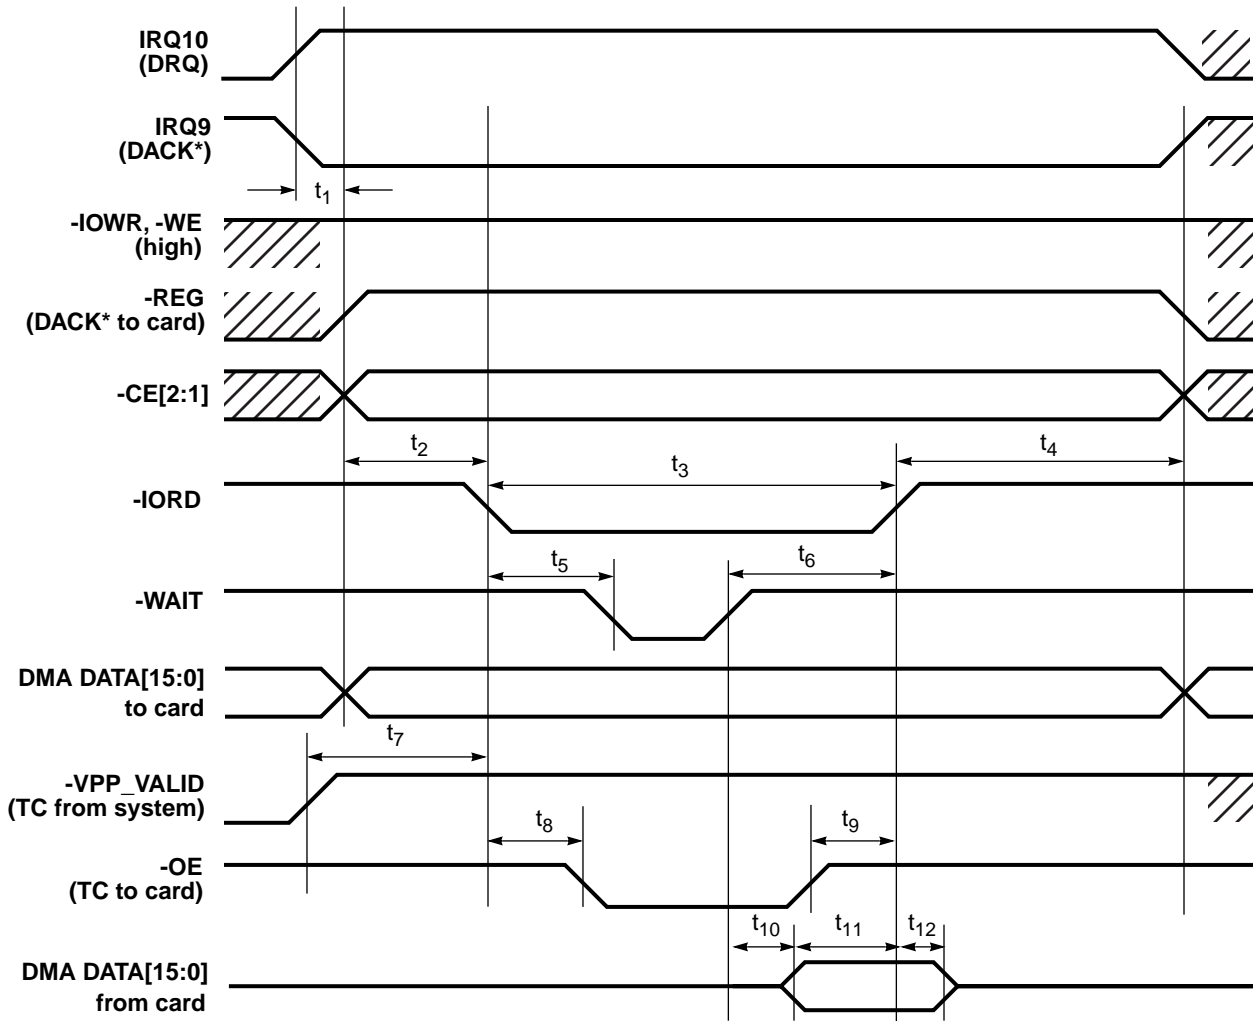 IRQ10
(DRQ)
IRQ9
(DACK*)
t1
-IOWR, -WE
(high)
-REG
(DACK* to card)
-CE[2:1]
t2
t3
t4
-IORD
t5
t6
-WAIT
DMA DATA[15:0]
to card
t7
-VPP_VALID
(TC from system)
t8
t9
-OE
(TC to card)
t10
t11
t12
DMA DATA[15:0]
from card